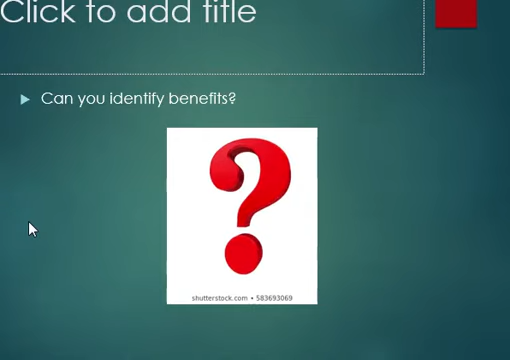 Click to add title
Can you identify benefits?
shutterstock.com • 583693069